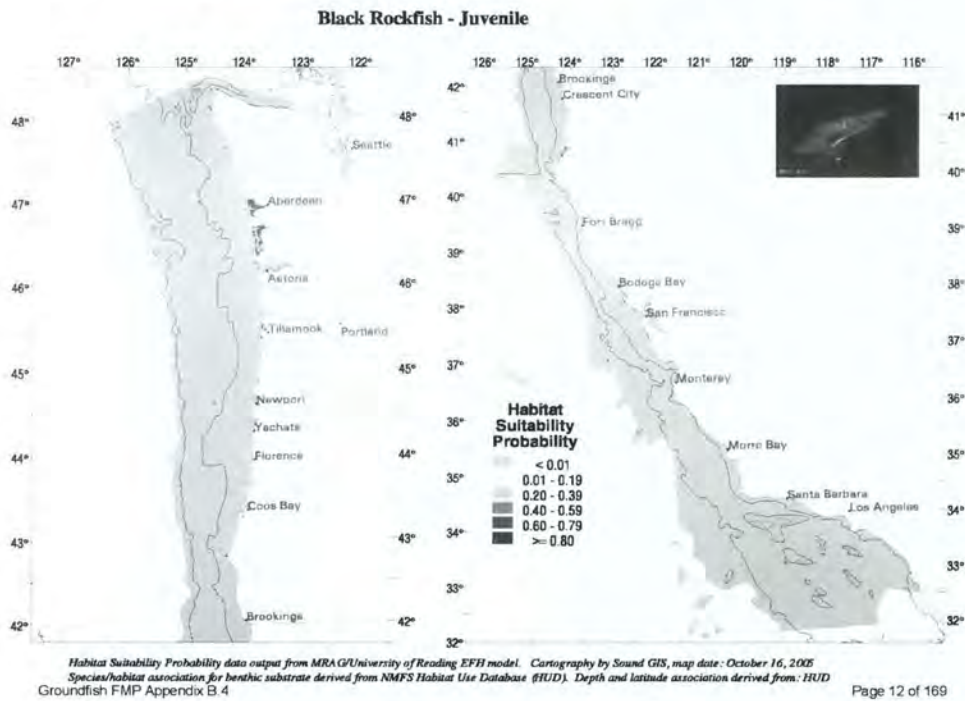 Black Rockfish - Juvenile
127° 126° 125° 124° 123° 122°
126° 125° 124° 123° 122° 121° 120° 119° 118° 117° 116°
48° 48°
47° 47°
46° 46°
45° 45°
44° 44°
43° 43°
42° 42°
Seattle
Aberdeen
Astoria
Tillamook Portland
Newport
Yachats
Florence
Coos Bay
Brookings
42°
41° 41°
40° 40°
39° 39°
38° 38°
37° 37°
36° 36°
35° 35°
34° 34°
33° 33°
32° 32°
Brookings
Crescent City
Fort Bragg
Bodega Bay
San Francisco
Monterey
Morro Bay
Santa Barbara
Los Angeles
Habitat
Suitability
Probability
< 0.01
0.01 - 0.19
0.20 - 0.39
0.40 - 0.59
0.60 - 0.79
>= 0.80
Habitat Suitability Probability data output from MRAG/University of Reading EFH model. Cartography by Sound GIS, map date: October 16, 2005
Species/habitat association for benthic substrate derived from NMFS Habitat Use Database (HUD). Depth and latitude association derived from: HUD
Groundfish FMP Appendix B.4 Page 12 of 169